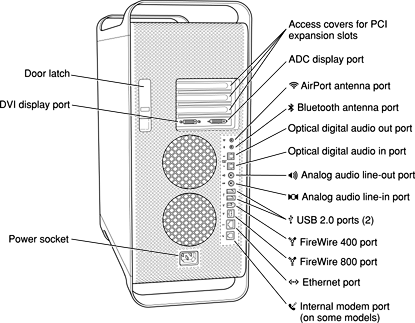 Access covers for PCI
expansion slots
ADC display port
Door latch
AirPort antenna port
DVI display port
Bluetooth antenna port
Optical digital audio out port
Optical digital audio in port
Analog audio line-out port
Analog audio line-in port
USB 2.0 ports (2)
Power socket
FireWire 400 port
FireWire 800 port
Ethernet port
Internal modem port
(on some models)